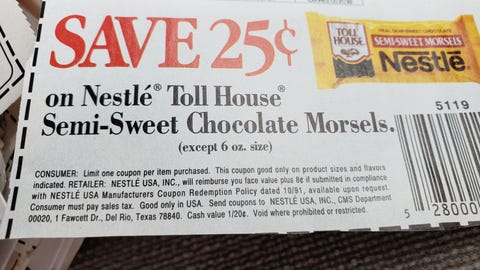 SAVE 25¢
TOLL
HOUSE
REAL SEMI-SWEET CHOCOLATE
SEMI-SWEET MORSELS
Nestlé
on Nestlé® Toll House®
Semi-Sweet Chocolate Morsels.
(except 6 oz. size)
5119
CONSUMER: Limit one coupon per item purchased. This coupon good only on product sizes and flavors
indicated. RETAILER: NESTLÉ USA, INC., will reimburse you face value plus 8¢ if submitted in compliance
with NESTLÉ USA Manufacturers Coupon Redemption Policy dated 10/91, available upon request.
Consumer must pay sales tax. Good only in USA. Send coupons to NESTLÉ USA, INC., CMS Department
00020, 1 Fawcett Dr., Del Rio, Texas 78840. Cash value 1/20¢. Void where prohibited or restricted.
5 28000